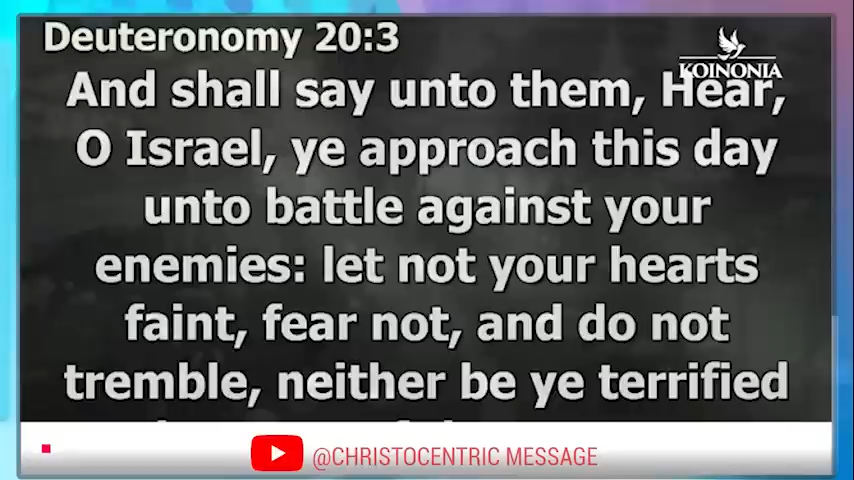 Deuteronomy 20:3
KOINONIA
And shall say unto them, Hear,
O Israel, ye approach this day
unto battle against your
enemies: let not your hearts
faint, fear not, and do not
tremble, neither be ye terrified
@CHRISTOCENTRIC MESSAGE